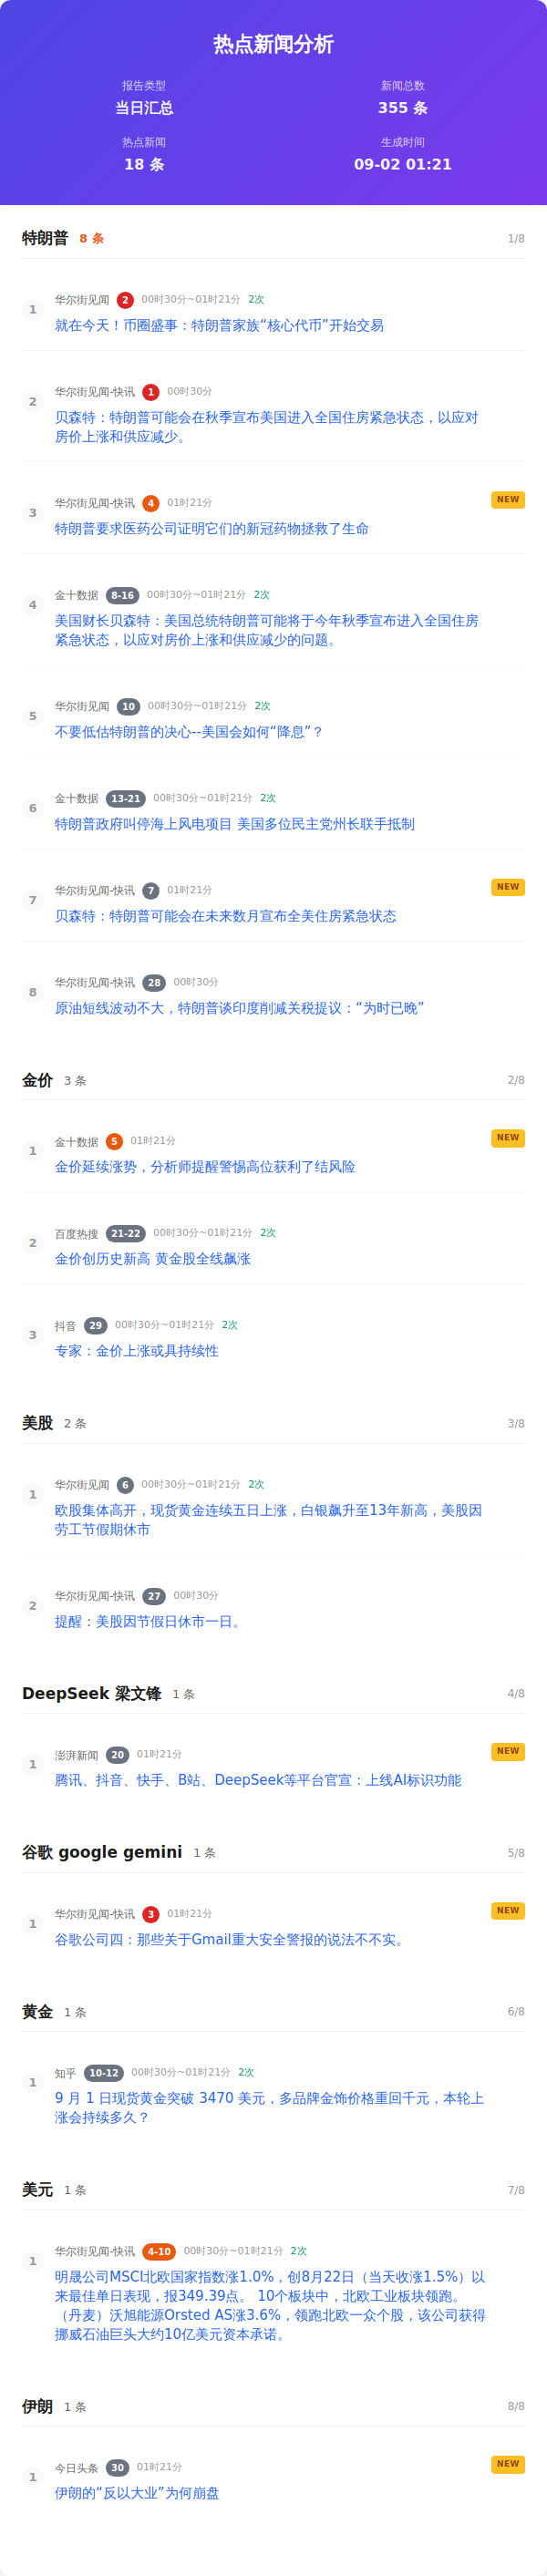 热点新闻分析
报告类型
新闻总数
当日汇总
355 条
热点新闻
生成时间
18 条
09-02 01:21
特朗普 8 条 1/8
1 华尔街见闻 2 00时30分~01时21分 2次
就在今天！币圈盛事：特朗普家族“核心代币”开始交易
2 华尔街见闻-快讯 1 00时30分
贝森特：特朗普可能会在秋季宣布美国进入全国住房紧急状态，以应对
房价上涨和供应减少。
3 华尔街见闻-快讯 4 01时21分 NEW
特朗普要求医药公司证明它们的新冠药物拯救了生命
4 金十数据 8-16 00时30分~01时21分 2次
美国财长贝森特：美国总统特朗普可能将于今年秋季宣布进入全国住房
紧急状态，以应对房价上涨和供应减少的问题。
5 华尔街见闻 10 00时30分~01时21分 2次
不要低估特朗普的决心--美国会如何“降息”？
6 金十数据 13-21 00时30分~01时21分 2次
特朗普政府叫停海上风电项目 美国多位民主党州长联手抵制
7 华尔街见闻-快讯 7 01时21分 NEW
贝森特：特朗普可能会在未来数月宣布全美住房紧急状态
8 华尔街见闻-快讯 28 00时30分
原油短线波动不大，特朗普谈印度削减关税提议：“为时已晚”
金价 3 条 2/8
1 金十数据 5 01时21分 NEW
金价延续涨势，分析师提醒警惕高位获利了结风险
2 百度热搜 21-22 00时30分~01时21分 2次
金价创历史新高 黄金股全线飙涨
3 抖音 29 00时30分~01时21分 2次
专家：金价上涨或具持续性
美股 2 条 3/8
1 华尔街见闻 6 00时30分~01时21分 2次
欧股集体高开，现货黄金连续五日上涨，白银飙升至13年新高，美股因
劳工节假期休市
2 华尔街见闻-快讯 27 00时30分
提醒：美股因节假日休市一日。
DeepSeek 梁文锋 1 条 4/8
1 澎湃新闻 20 01时21分 NEW
腾讯、抖音、快手、B站、DeepSeek等平台官宣：上线AI标识功能
谷歌 google gemini 1 条 5/8
1 华尔街见闻-快讯 3 01时21分 NEW
谷歌公司四：那些关于Gmail重大安全警报的说法不不实。
黄金 1 条 6/8
1 知乎 10-12 00时30分~01时21分 2次
9 月 1 日现货黄金突破 3470 美元，多品牌金饰价格重回千元，本轮上
涨会持续多久？
美元 1 条 7/8
1 华尔街见闻-快讯 4-10 00时30分~01时21分 2次
明晟公司MSCI北欧国家指数涨1.0%，创8月22日（当天收涨1.5%）以
来最佳单日表现，报349.39点。 10个板块中，北欧工业板块领跑。
（丹麦）沃旭能源Orsted AS涨3.6%，领跑北欧一众个股，该公司获得
挪威石油巨头大约10亿美元资本承诺。
伊朗 1 条 8/8
1 今日头条 30 01时21分 NEW
伊朗的“反以大业”为何崩盘